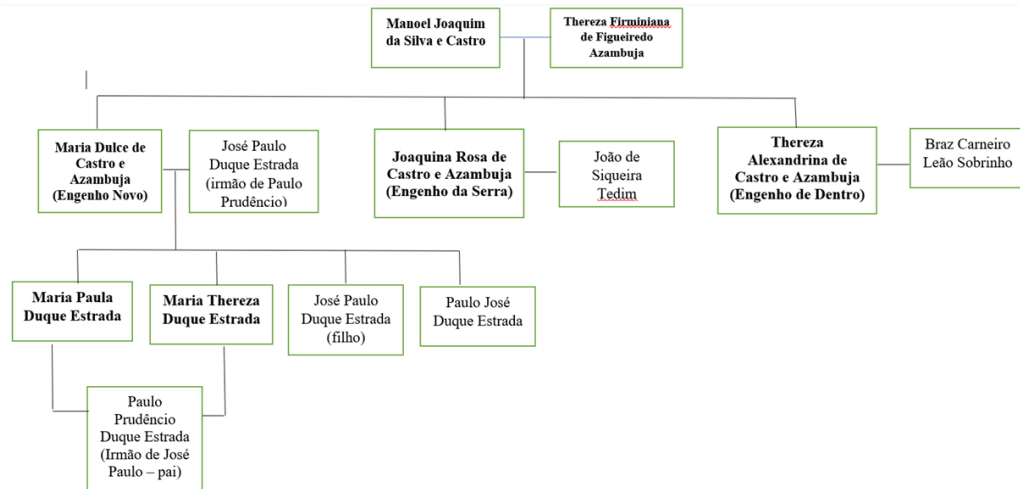 Manoel Joaquim
da Silva e Castro
Thereza Firminiana
de Figueiredo
Azambuja
Maria Dulce de
Castro e
Azambuja
(Engenho Novo)
José Paulo
Duque Estrada
(irmão de Paulo
Prudêncio)
Joaquina Rosa de
Castro e Azambuja
(Engenho da Serra)
João de
Siqueira
Tedim
Thereza
Alexandrina de
Castro e Azambuja
(Engenho de Dentro)
Braz Carneiro
Leão Sobrinho
Maria Paula
Duque Estrada
Maria Thereza
Duque Estrada
José Paulo
Duque Estrada
(filho)
Paulo José
Duque Estrada
Paulo
Prudêncio
Duque Estrada
(Irmão de José
Paulo – pai)